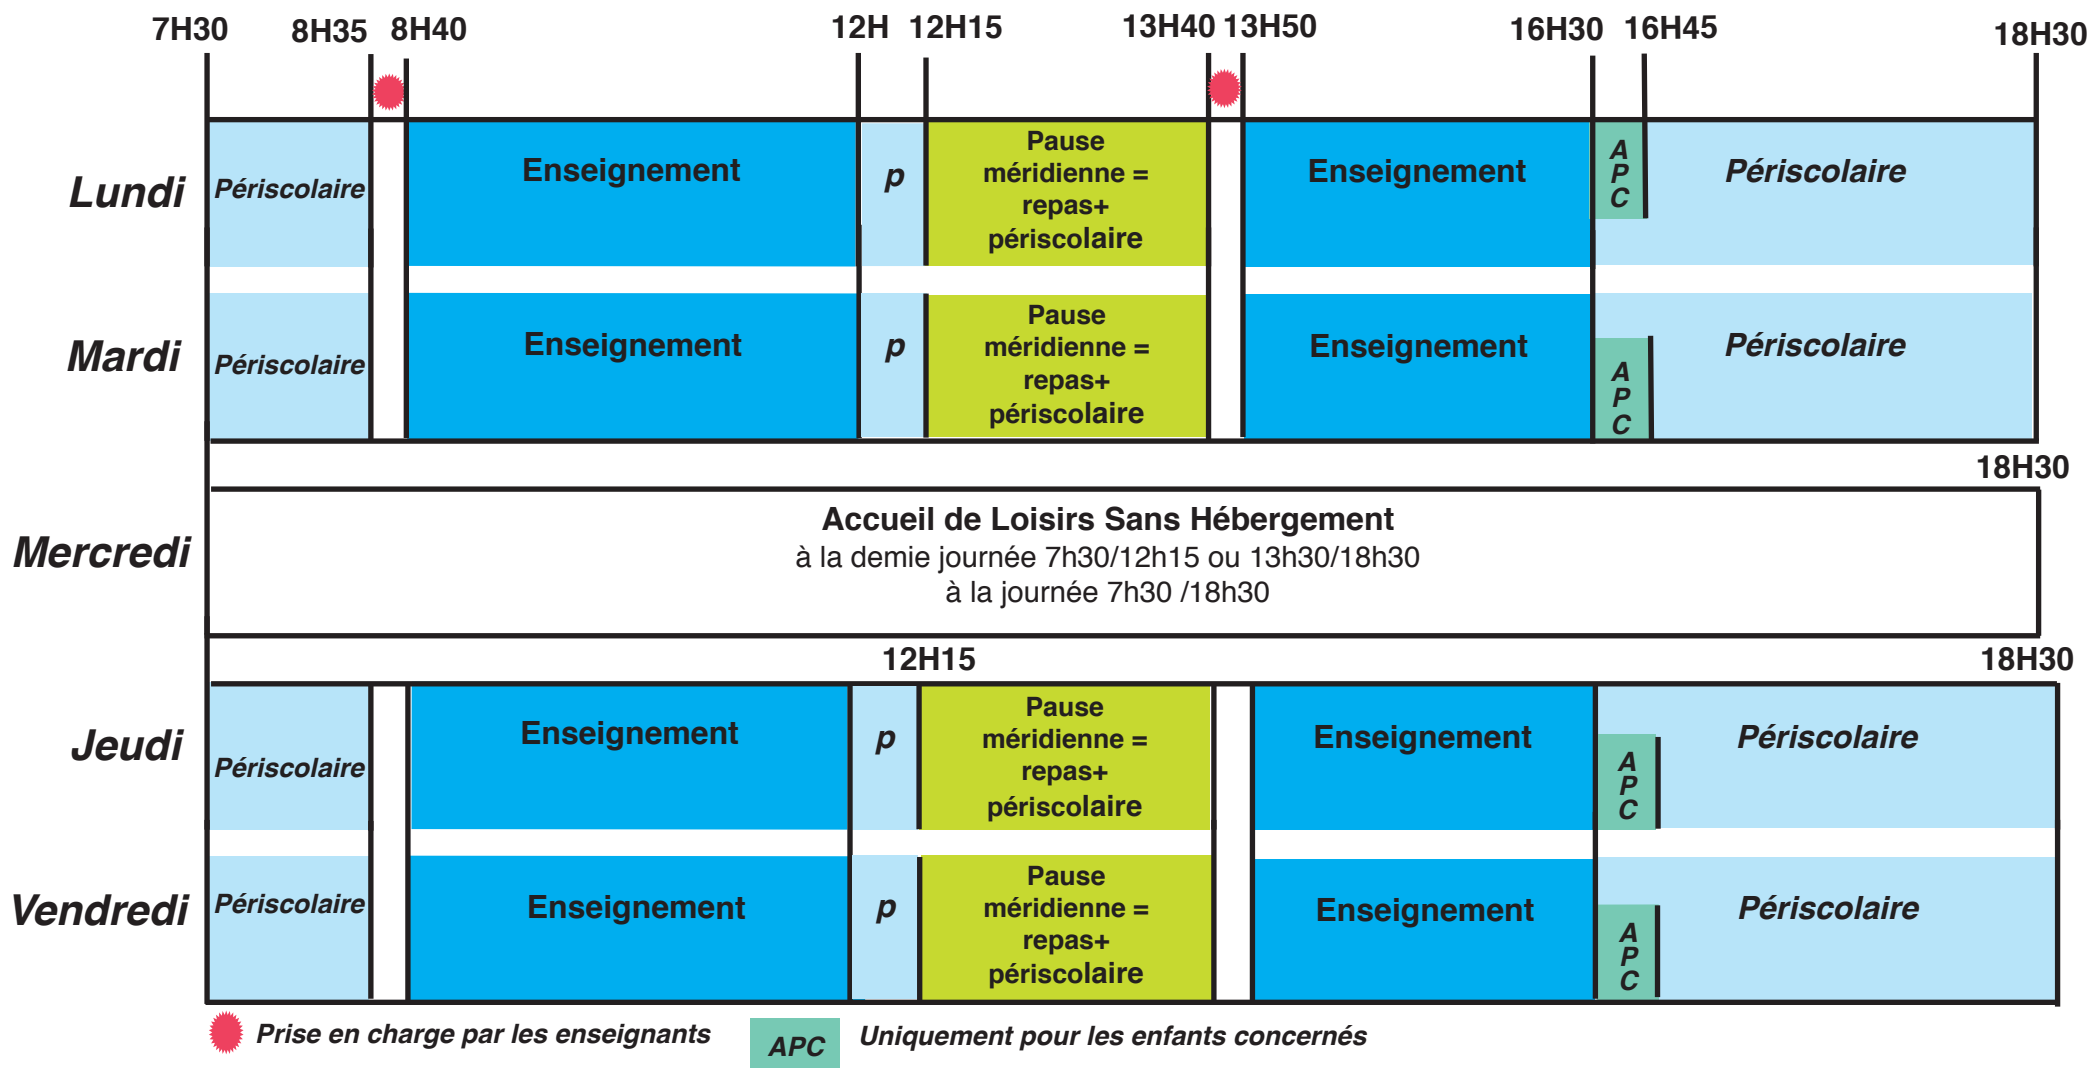 7H30 8H35 8H40 12H 12H15 13H40 13H50 16H30 16H45 18H30
Lundi
Périscolaire
Enseignement
p
Pause
méridienne =
repas+
périscolaire
Enseignement
A
P
C
Périscolaire
Mardi
Périscolaire
Enseignement
p
Pause
méridienne =
repas+
périscolaire
Enseignement
A
P
C
Périscolaire
18H30
Mercredi
Accueil de Loisirs Sans Hébergement
à la demie journée 7h30/12h15 ou 13h30/18h30
à la journée 7h30 /18h30
12H15 18H30
Jeudi
Périscolaire
Enseignement
p
Pause
méridienne =
repas+
périscolaire
Enseignement
A
P
C
Périscolaire
Vendredi
Périscolaire
Enseignement
p
Pause
méridienne =
repas+
périscolaire
Enseignement
A
P
C
Périscolaire
Prise en charge par les enseignants
APC Uniquement pour les enfants concernés